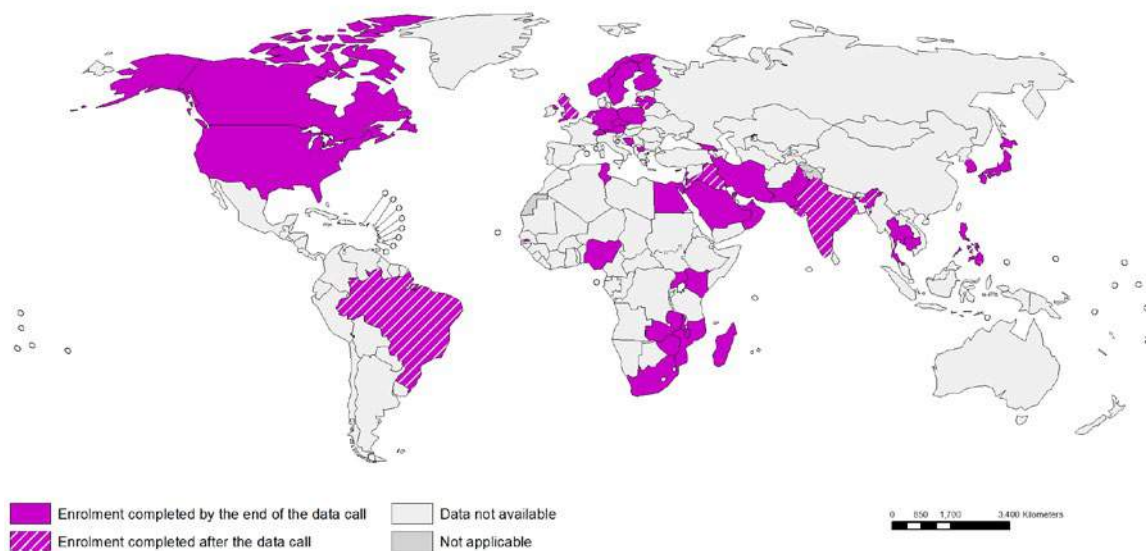 Enrolment completed by the end of the data call
Data not available
Enrolment completed after the data call
Not applicable
0 850 1,700 3,400 Kilometers